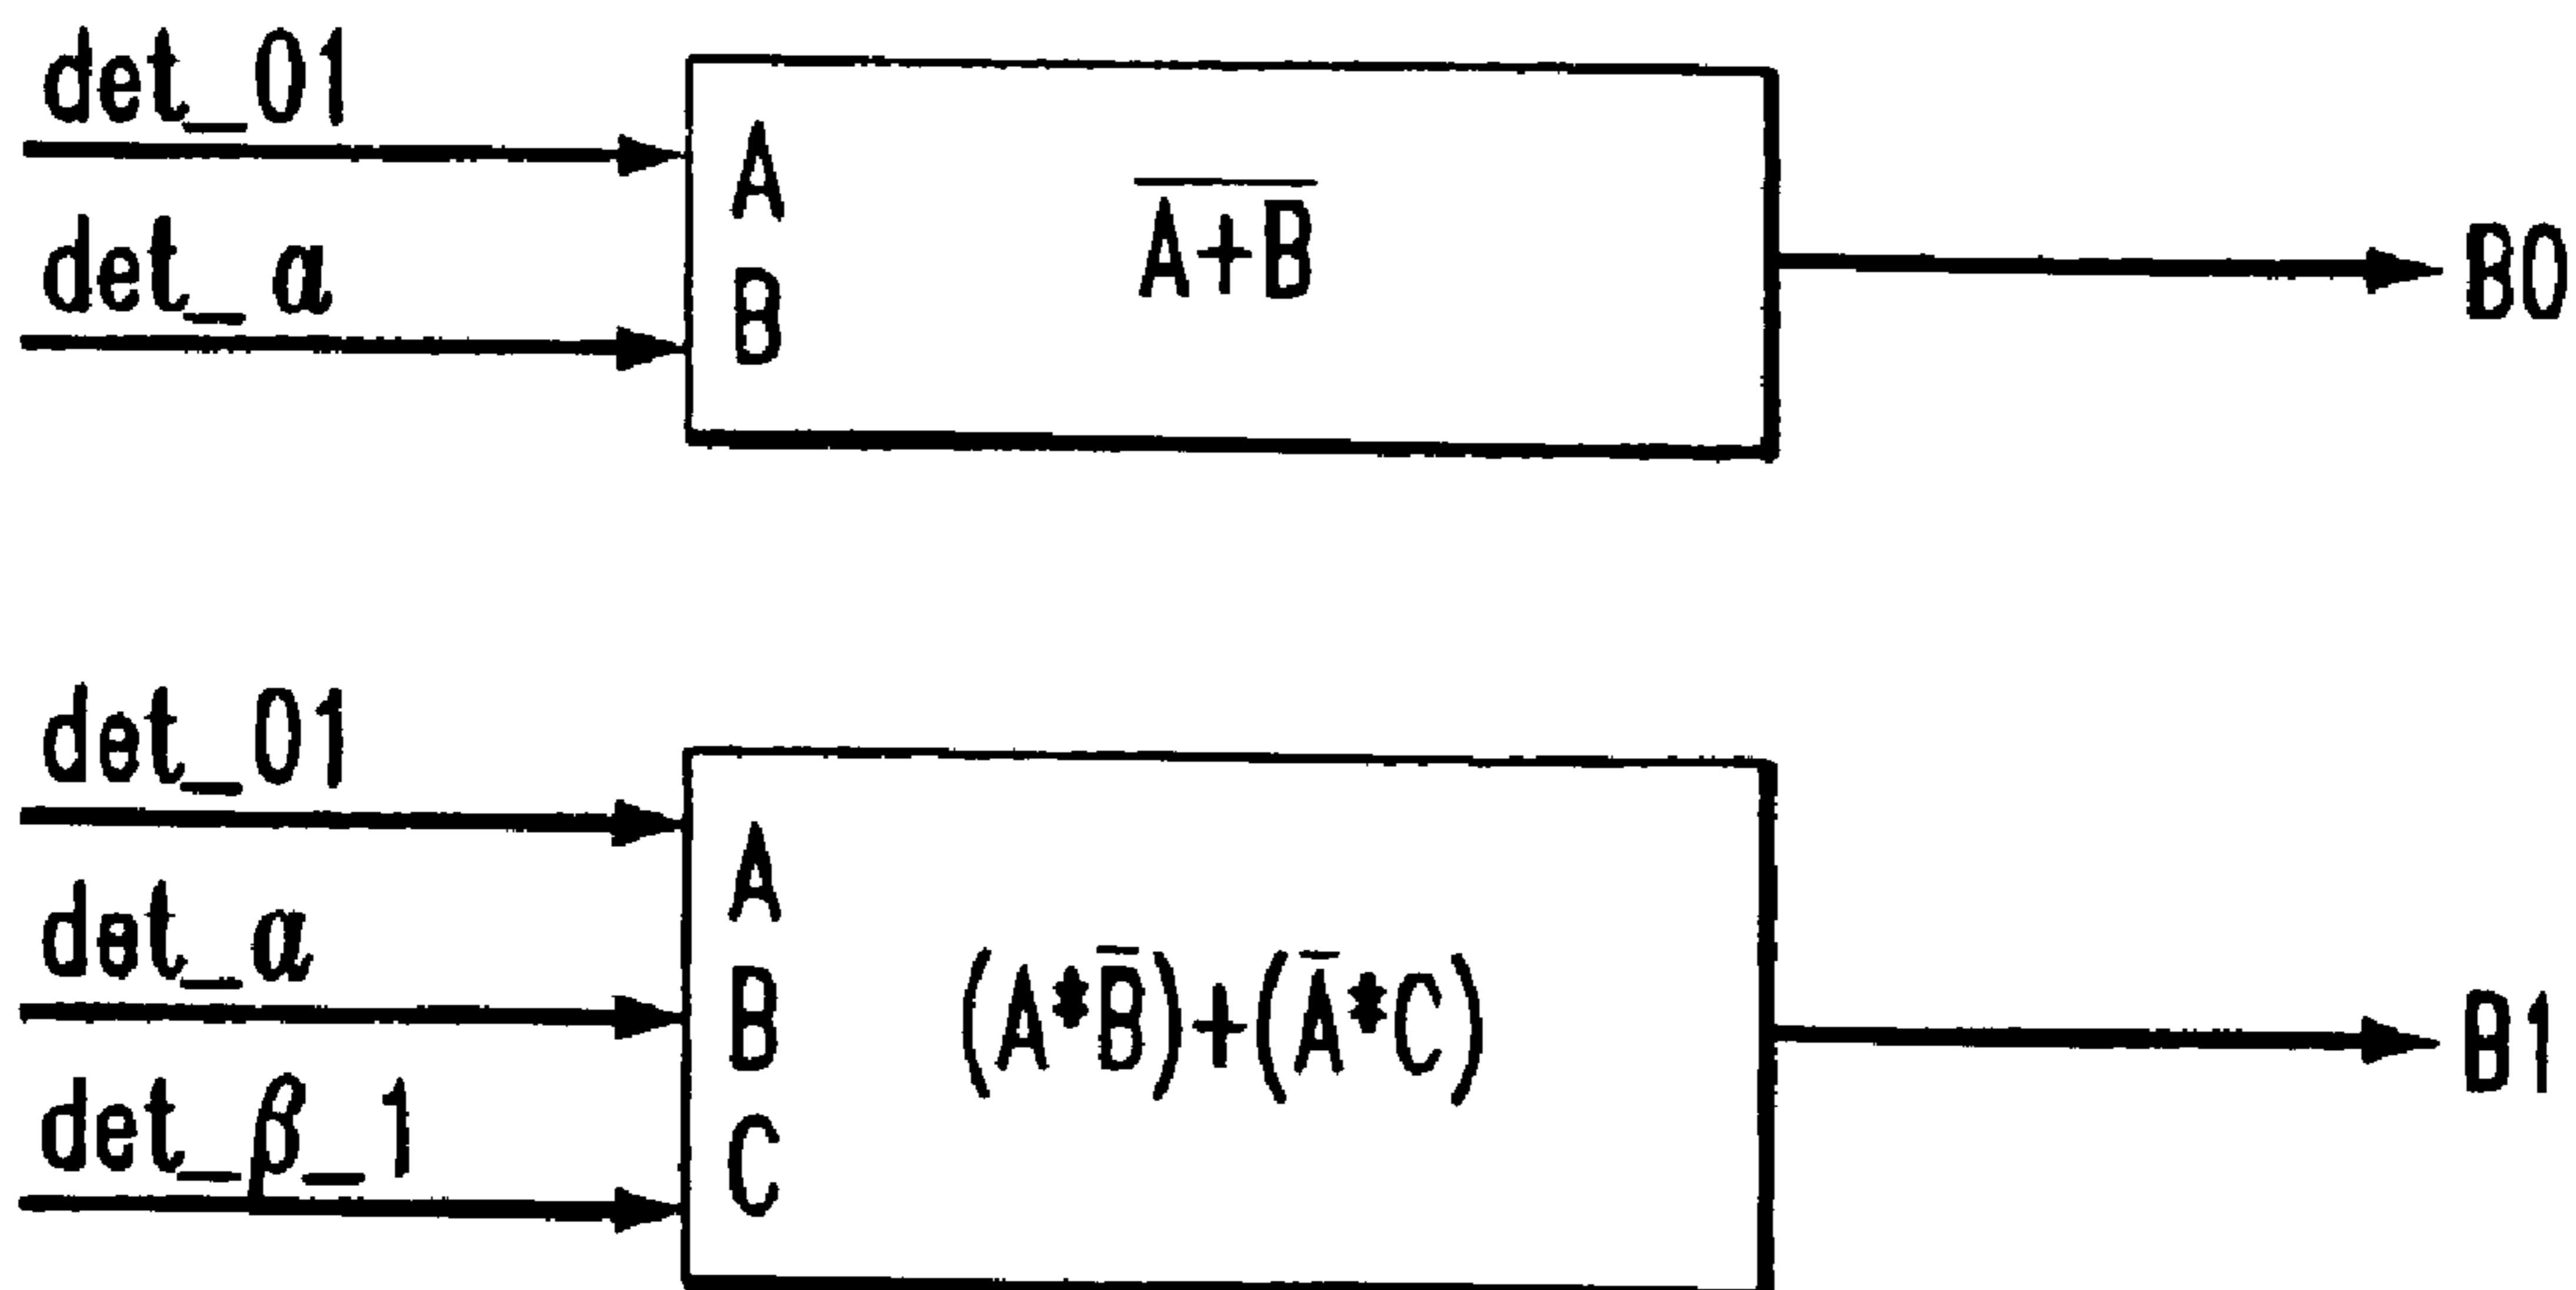 det_01
A
det_α
B
A̅+̅B̅
B0
det_01
A
det_α
B
det_β_1
C
(A*B̅)+(A̅*C)
B1